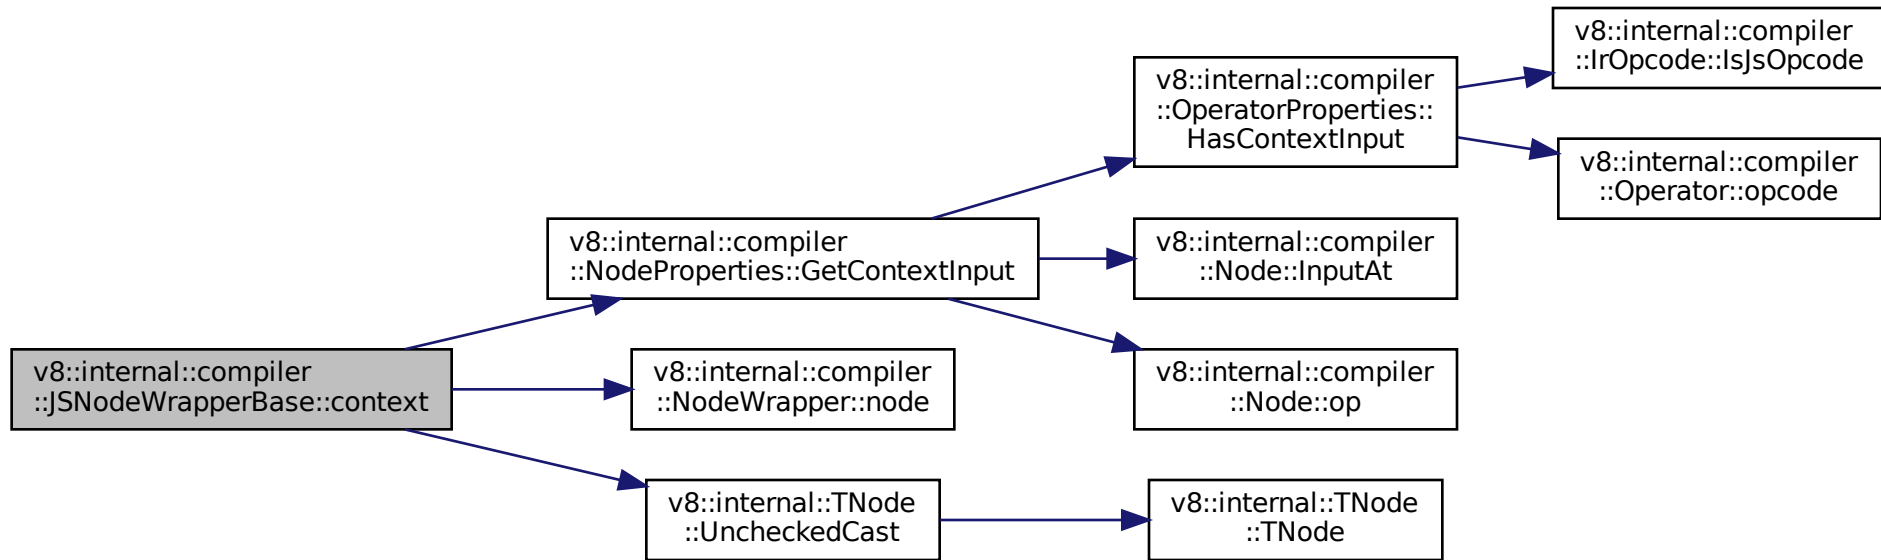 v8::internal::compiler
::JSNodeWrapperBase::context
v8::internal::compiler
::NodeProperties::GetContextInput
v8::internal::compiler
::OperatorProperties::
HasContextInput
v8::internal::compiler
::IrOpcode::IsJsOpcode
v8::internal::compiler
::Operator::opcode
v8::internal::compiler
::Node::InputAt
v8::internal::compiler
::Node::op
v8::internal::compiler
::NodeWrapper::node
v8::internal::TNode
::UncheckedCast
v8::internal::TNode
::TNode